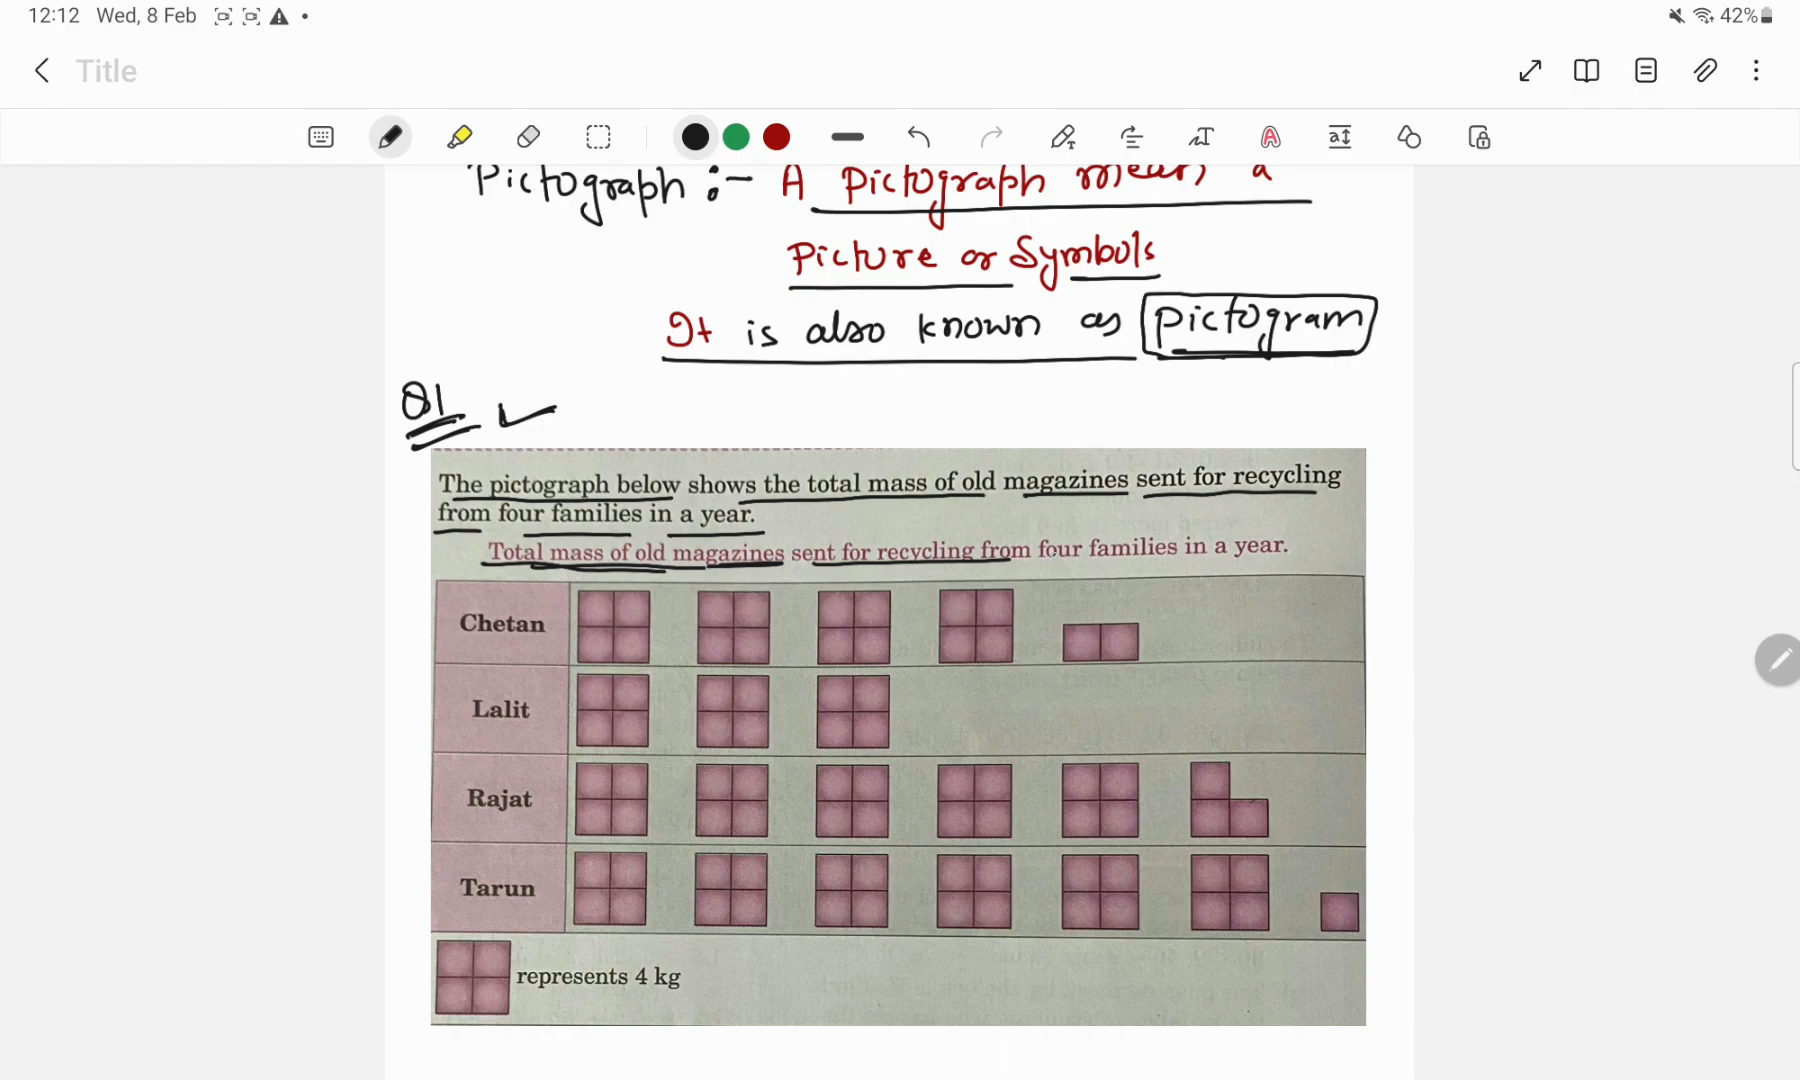 12:12 Wed, 8 Feb
42%
Title
Pictograph :- A Pictograph means a
Picture or Symbols
It is also known as pictogram
Q1
The pictograph below shows the total mass of old magazines sent for recycling
from four families in a year.
Total mass of old magazines sent for recycling from four families in a year.
Chetan
Lalit
Rajat
Tarun
represents 4 kg